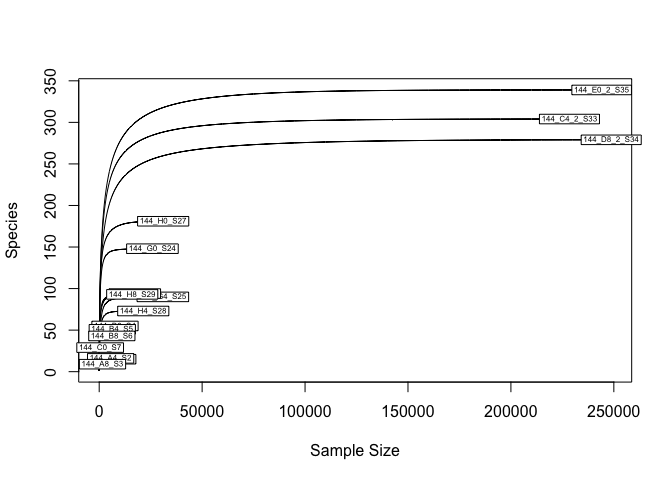 350
300
250
200
150
100
50
0
Species
144_E0_2_S35
144_C4_2_S33
144_D8_2_S34
144_H0_S27
144_G0_S24
144_H8_S29
S25
144_H4_S28
144_B4_S5
144_B8_S6
144_C0_S7
144_A4_S2
144_A8_S3
0
50000
100000
150000
200000
250000
Sample Size